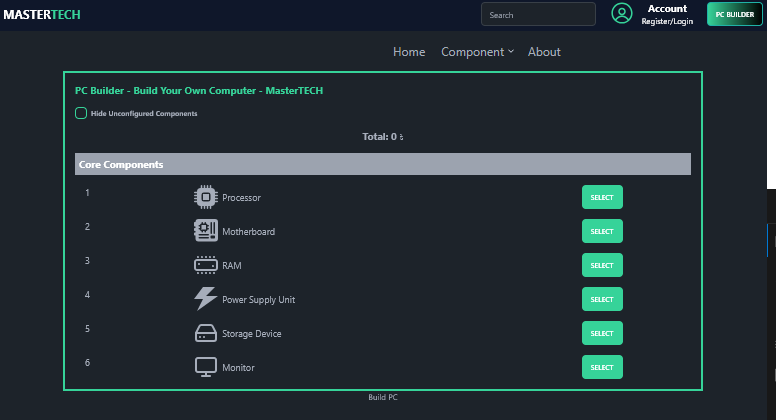 MASTERTECH
Search
Account
Register/Login
PC BUILDER
Home
Component
About
PC Builder - Build Your Own Computer - MasterTECH
Hide Unconfigured Components
Total: 0 ৳
Core Components
1 Processor SELECT
2 Motherboard SELECT
3 RAM SELECT
4 Power Supply Unit SELECT
5 Storage Device SELECT
6 Monitor SELECT
Build PC